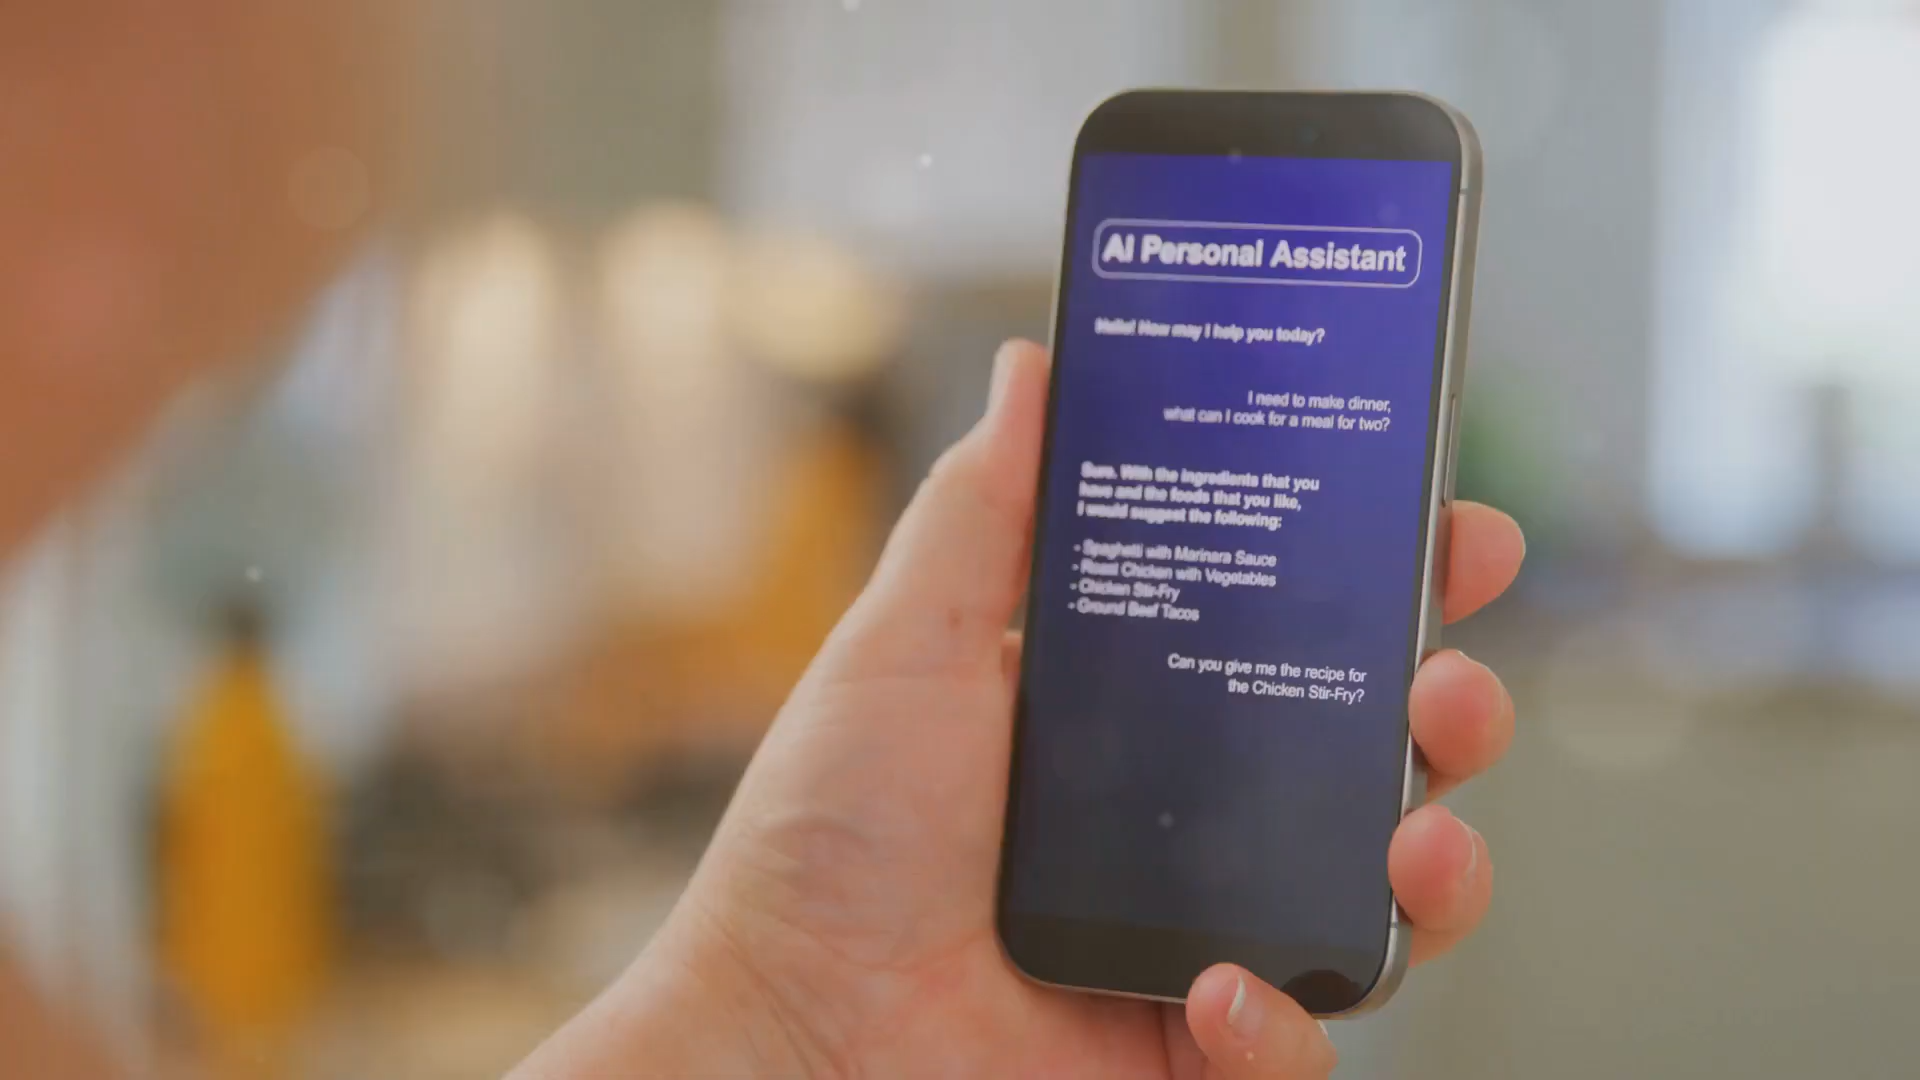 AI Personal Assistant
Hello! How may I help you today?
I need to make dinner,
what can I cook for a meal for two?
Sure. With the ingredients that you
have and the foods that you like,
I would suggest the following:
- Spaghetti with Marinara Sauce
- Roast Chicken with Vegetables
- Chicken Stir-Fry
- Ground Beef Tacos
Can you give me the recipe for
the Chicken Stir-Fry?